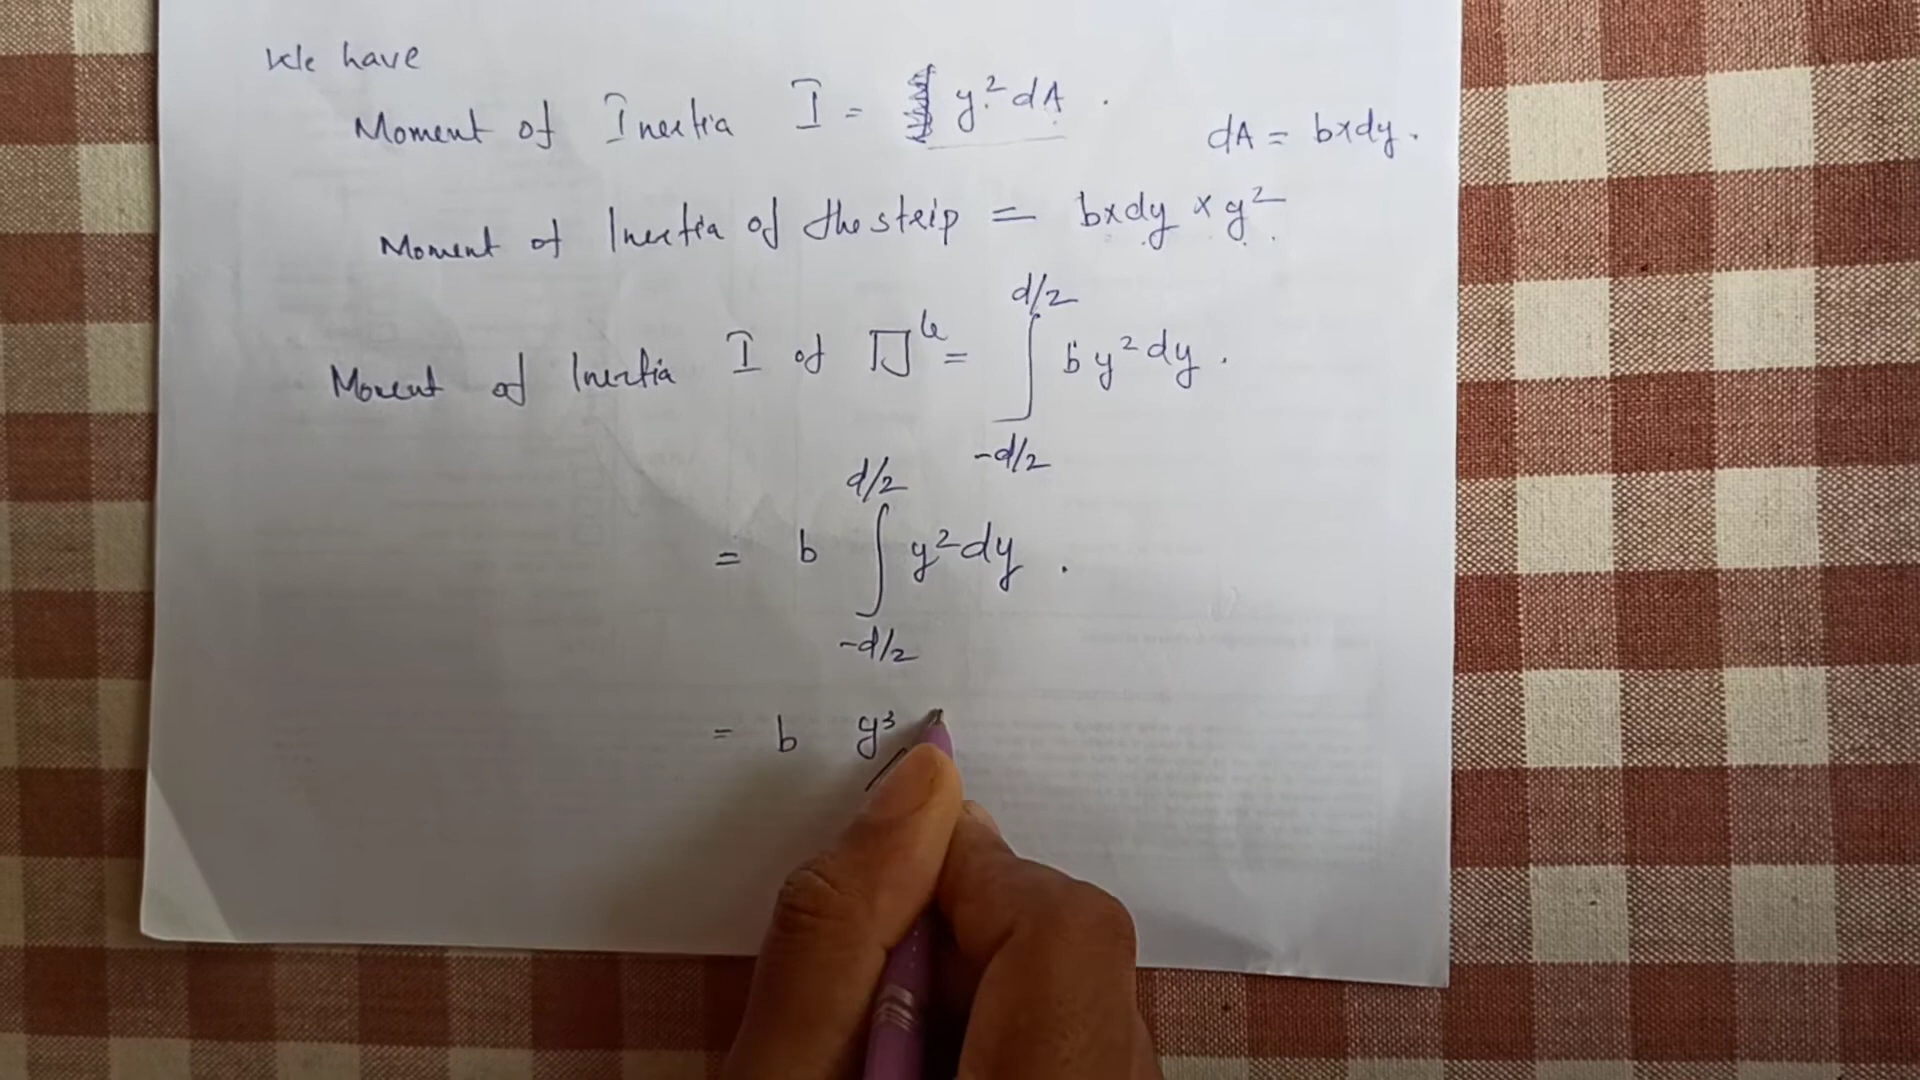 We have
Moment of Inertia I = ∫ y² dA .
dA = b×dy .
Moment of Inertia of the strip = b×dy × y²
Moment of Inertia I of ▭le = ∫_{-d/2}^{d/2} b y² dy .
= b ∫_{-d/2}^{d/2} y² dy .
= b y³